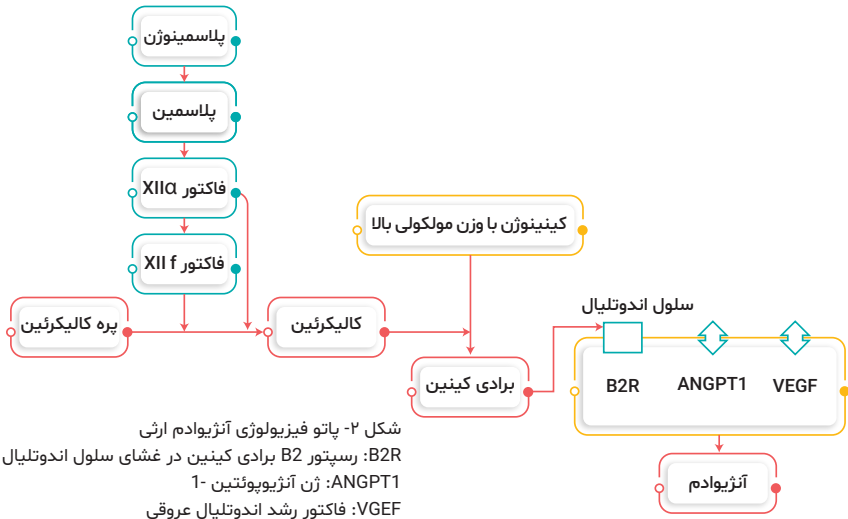 پلاسمینوژن
پلاسمین
فاکتور XIIα
فاکتور XII f
پره کالیکرئین
کالیکرئین
کینینوژن با وزن مولکولی بالا
برادی کینین
سلول اندوتلیال
B2R
ANGPT1
VEGF
آنژیوادم
شکل ۲- پاتو فیزیولوژی آنژیوادم ارثی
B2R: رسپتور B2 برادی کینین در غشای سلول اندوتلیال
ANGPT1: ژن آنژیوپوئتین -1
VGEF: فاکتور رشد اندوتلیال عروقی